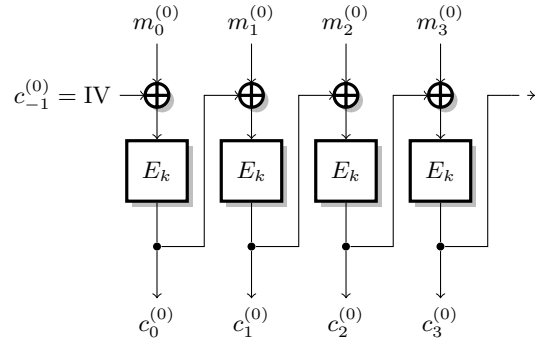 m_0^{(0)} m_1^{(0)} m_2^{(0)} m_3^{(0)}
c_{-1}^{(0)} = IV
E_k E_k E_k E_k
c_0^{(0)} c_1^{(0)} c_2^{(0)} c_3^{(0)}